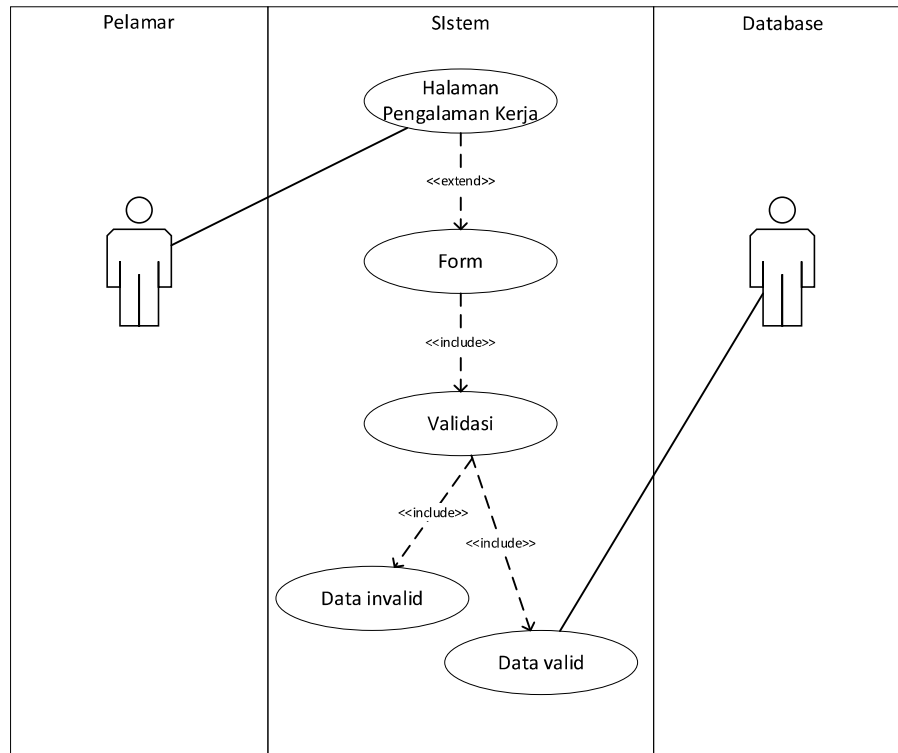 Pelamar
SIstem
Database
Halaman
Pengalaman Kerja
<<extend>>
Form
<<include>>
Validasi
<<include>>
<<include>>
Data invalid
Data valid